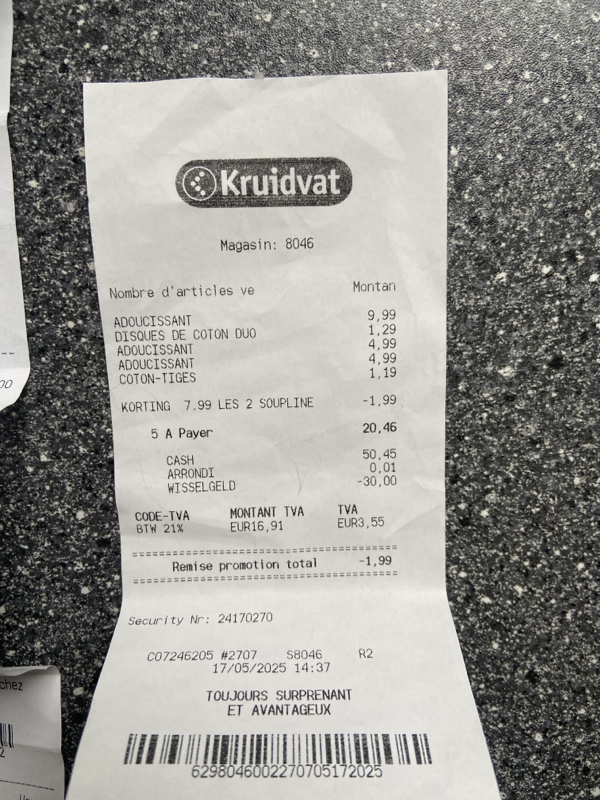 Kruidvat
Magasin: 8046
Nombre d'articles ve Montan
ADOUCISSANT 9,99
DISQUES DE COTON DUO 1,29
ADOUCISSANT 4,99
ADOUCISSANT 4,99
COTON-TIGES 1,19
KORTING 7.99 LES 2 SOUPLINE -1,99
5 A Payer 20,46
CASH 50,45
ARRONDI 0,01
WISSELGELD -30,00
CODE-TVA MONTANT TVA TVA
BTW 21% EUR16,91 EUR3,55
Remise promotion total -1,99
Security Nr: 24170270
C07246205 #2707 S8046 R2
17/05/2025 14:37
TOUJOURS SURPRENANT
ET AVANTAGEUX
6298046002270705172025